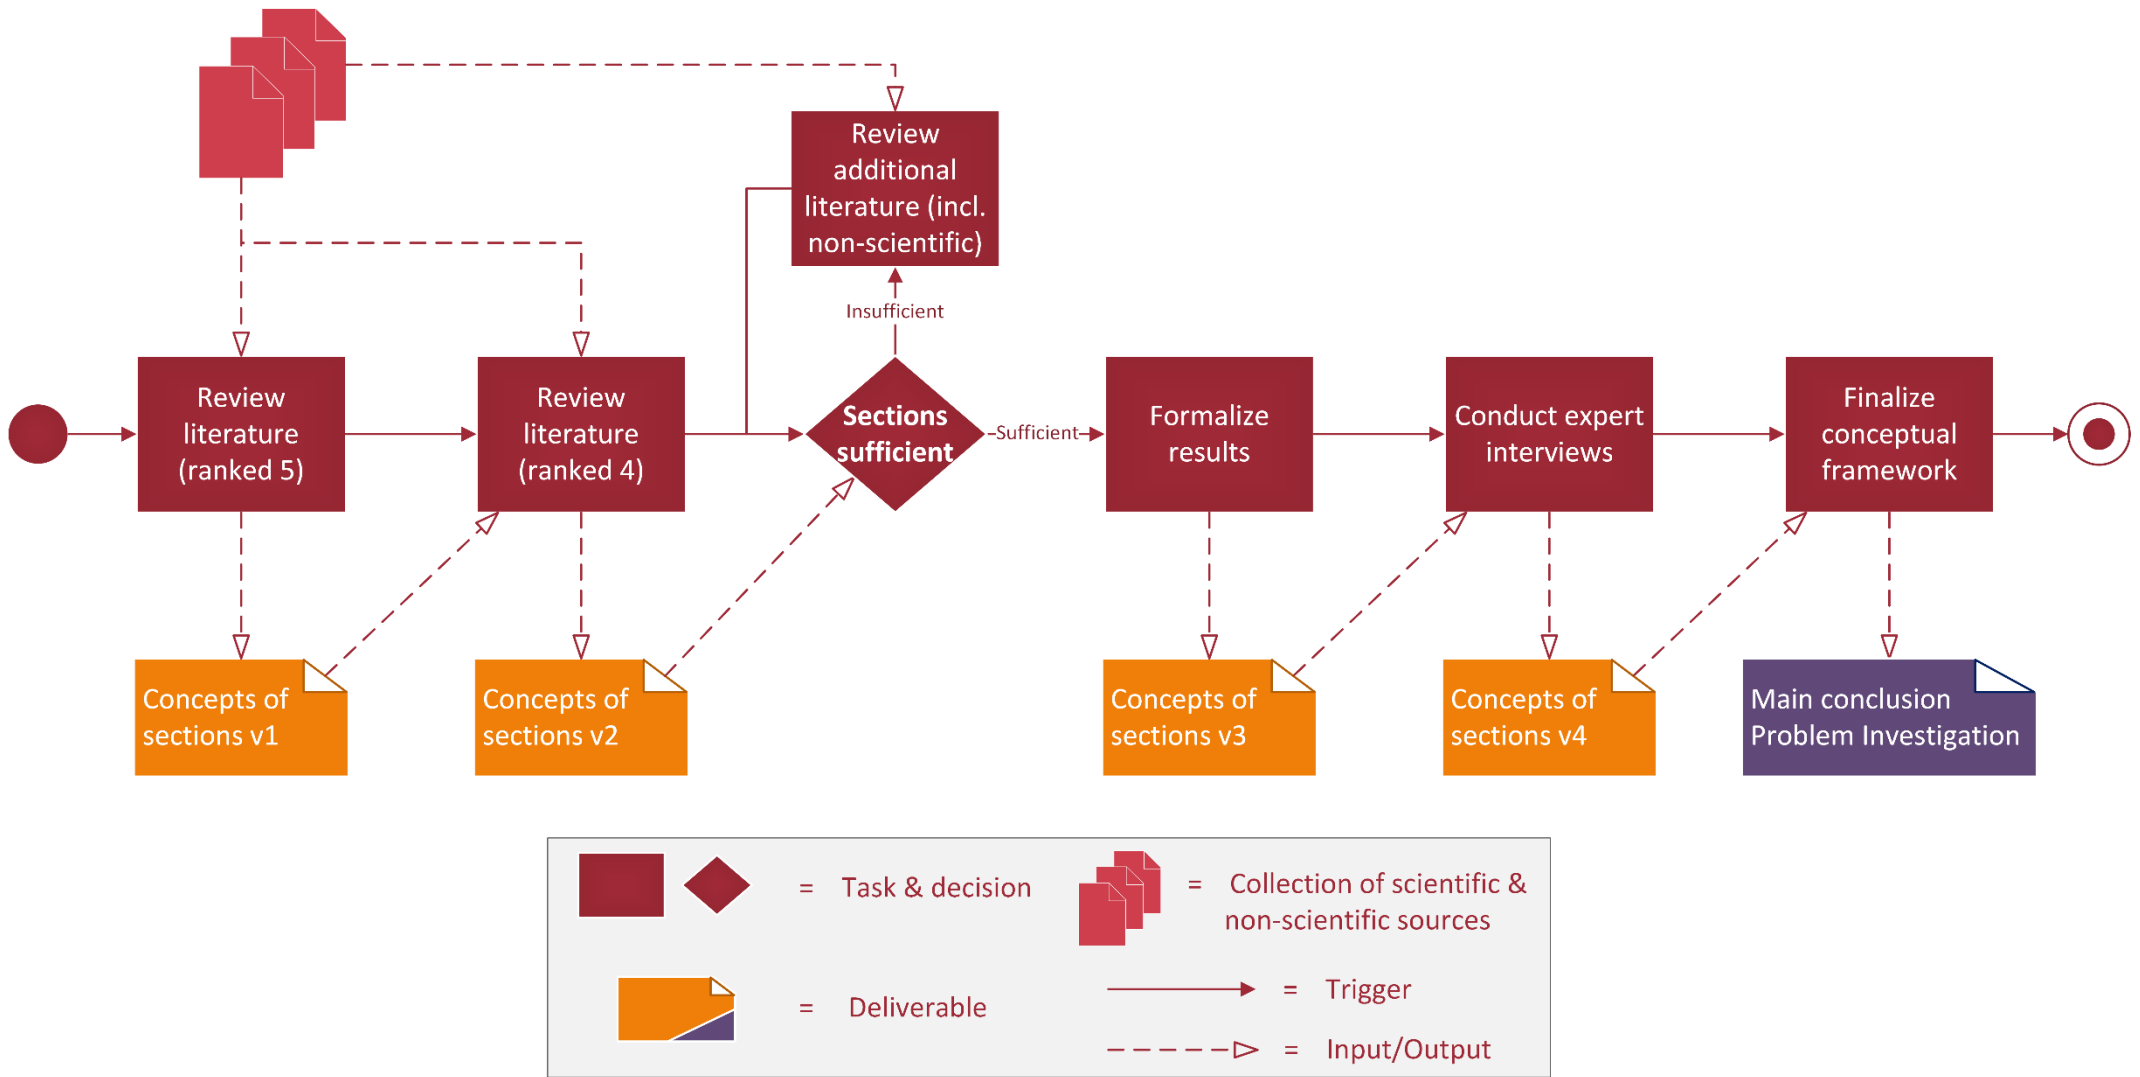 Review
additional
literature (incl.
non-scientific)
Insufficient
Review
literature
(ranked 5)
Review
literature
(ranked 4)
Sections
sufficient
Sufficient
Formalize
results
Conduct expert
interviews
Finalize
conceptual
framework
Concepts of
sections v1
Concepts of
sections v2
Concepts of
sections v3
Concepts of
sections v4
Main conclusion
Problem Investigation
= Task & decision
= Collection of scientific &
non-scientific sources
= Deliverable
= Trigger
= Input/Output